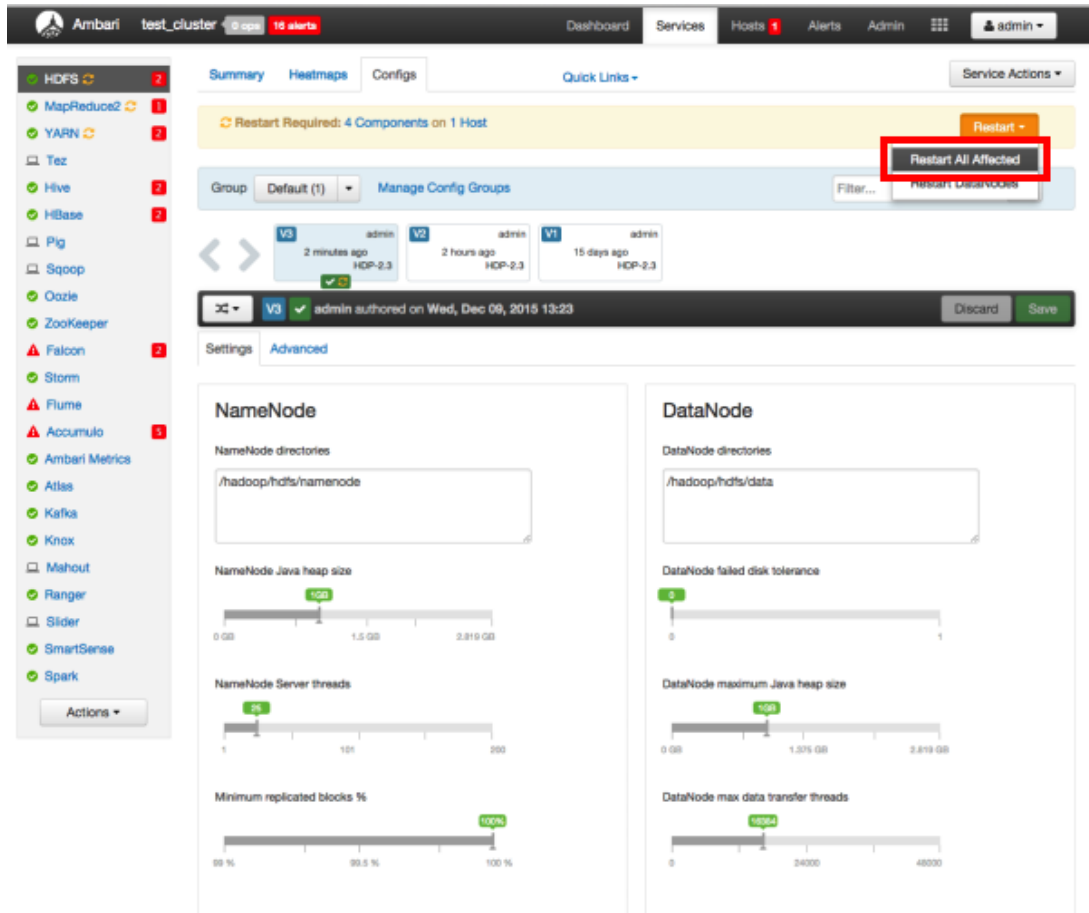 Ambari test_cluster 0 ops 16 alerts Dashboard Services Hosts 1 Alerts Admin admin
HDFS 2
MapReduce2 1
YARN 2
Tez
Hive 2
HBase 2
Pig
Sqoop
Oozie
ZooKeeper
Falcon 2
Storm
Flume
Accumulo 5
Ambari Metrics
Atlas
Kafka
Knox
Mahout
Ranger
Slider
SmartSense
Spark
Actions
Summary Heatmaps Configs Quick Links Service Actions
Restart Required: 4 Components on 1 Host Restart
Restart All Affected
Restart DataNodes
Group Default (1) Manage Config Groups Filter...
V3 admin
2 minutes ago
HDP-2.3
V2 admin
2 hours ago
HDP-2.3
V1 admin
15 days ago
HDP-2.3
V3 admin authored on Wed, Dec 09, 2015 13:23 Discard Save
Settings Advanced
NameNode
NameNode directories
/hadoop/hdfs/namenode
NameNode Java heap size
1GB
0 GB 1.5 GB 2.819 GB
NameNode Server threads
25
1 101 200
Minimum replicated blocks %
100%
99 % 99.5 % 100 %
DataNode
DataNode directories
/hadoop/hdfs/data
DataNode failed disk tolerance
0
0 1
DataNode maximum Java heap size
1GB
0 GB 1.375 GB 2.819 GB
DataNode max data transfer threads
16384
0 24000 48000